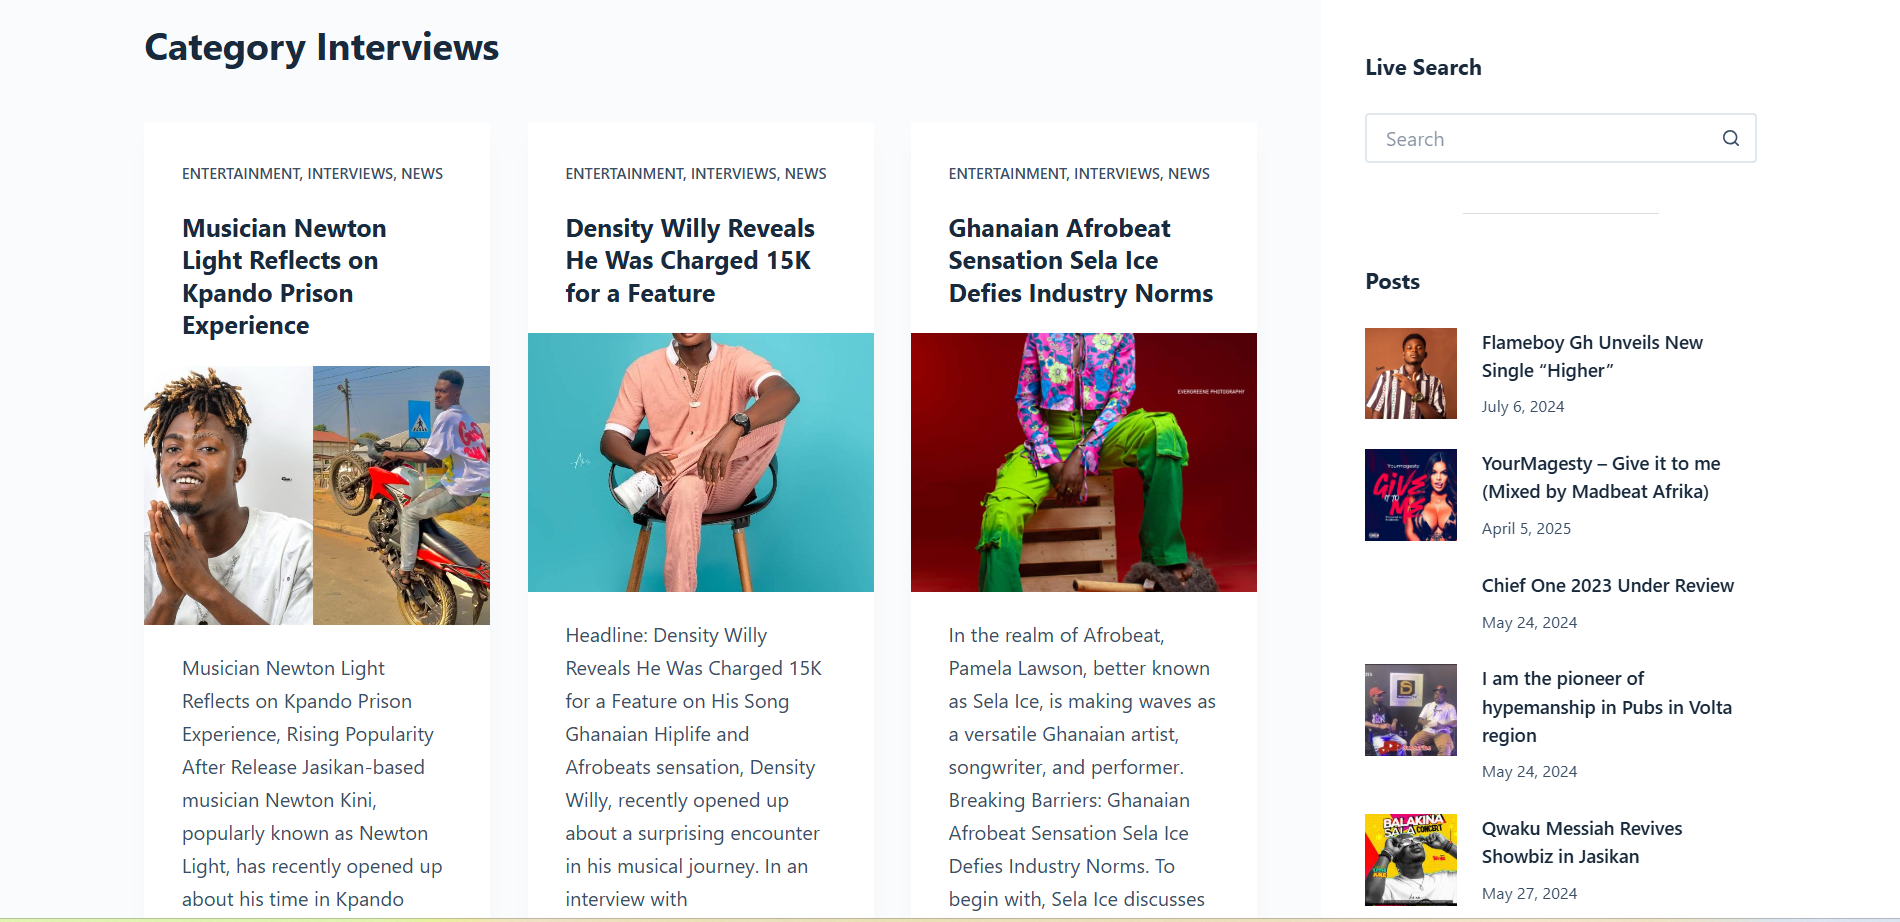 Category Interviews
ENTERTAINMENT, INTERVIEWS, NEWS
Musician Newton
Light Reflects on
Kpando Prison
Experience
Musician Newton Light
Reflects on Kpando Prison
Experience, Rising Popularity
After Release Jasikan-based
musician Newton Kini,
popularly known as Newton
Light, has recently opened up
about his time in Kpando
ENTERTAINMENT, INTERVIEWS, NEWS
Density Willy Reveals
He Was Charged 15K
for a Feature
Headline: Density Willy
Reveals He Was Charged 15K
for a Feature on His Song
Ghanaian Hiplife and
Afrobeats sensation, Density
Willy, recently opened up
about a surprising encounter
in his musical journey. In an
interview with
ENTERTAINMENT, INTERVIEWS, NEWS
Ghanaian Afrobeat
Sensation Sela Ice
Defies Industry Norms
EVERGREENE PHOTOGRAPHY
In the realm of Afrobeat,
Pamela Lawson, better known
as Sela Ice, is making waves as
a versatile Ghanaian artist,
songwriter, and performer.
Breaking Barriers: Ghanaian
Afrobeat Sensation Sela Ice
Defies Industry Norms. To
begin with, Sela Ice discusses
Live Search
Search
Posts
Flameboy Gh Unveils New
Single “Higher”
July 6, 2024
Yourmagesty
GIVE
IT TO
ME
YourMagesty – Give it to me
(Mixed by Madbeat Afrika)
April 5, 2025
Chief One 2023 Under Review
May 24, 2024
I am the pioneer of
hypemanship in Pubs in Volta
region
May 24, 2024
BALAKINA
SALA CONCERT
Qwaku Messiah Revives
Showbiz in Jasikan
May 27, 2024